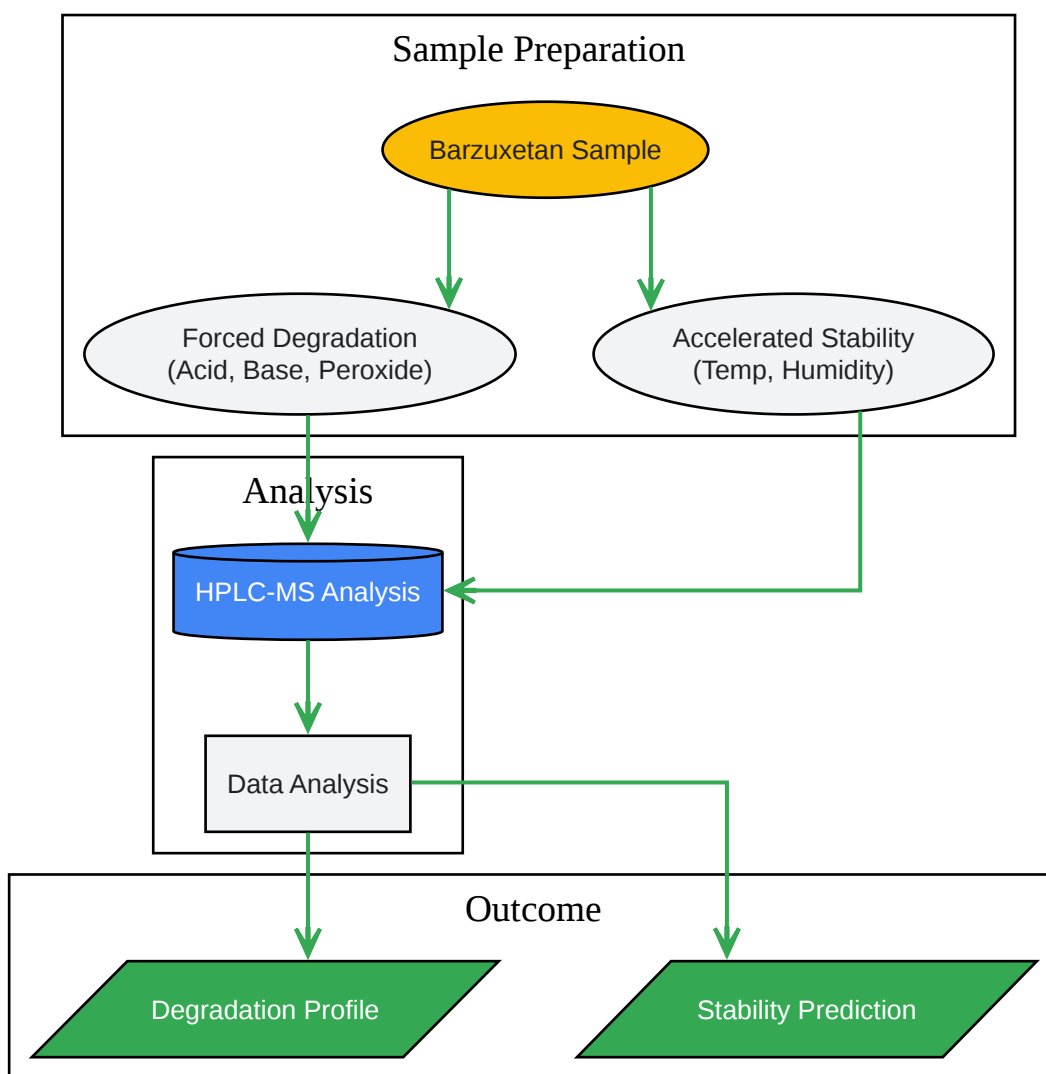 Sample Preparation
Barzuxetan Sample
Forced Degradation
(Acid, Base, Peroxide)
Accelerated Stability
(Temp, Humidity)
Analysis
HPLC-MS Analysis
Data Analysis
Outcome
Degradation Profile
Stability Prediction